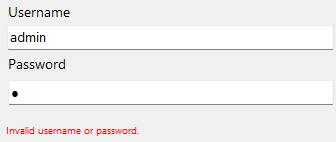 Username
admin
Password
●
Invalid username or password.